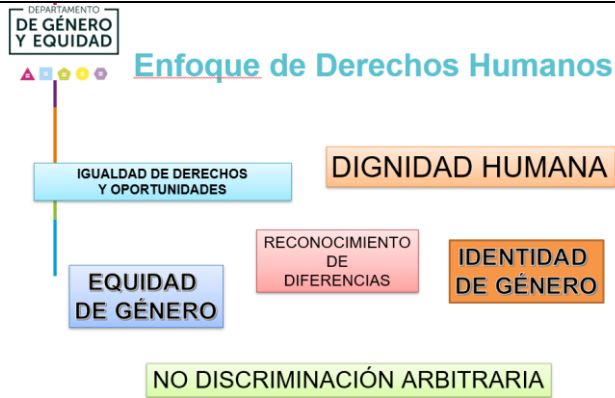 DEPARTAMENTO
DE GÉNERO
Y EQUIDAD
Enfoque de Derechos Humanos
IGUALDAD DE DERECHOS
Y OPORTUNIDADES
DIGNIDAD HUMANA
RECONOCIMIENTO
DE
DIFERENCIAS
IDENTIDAD
DE GÉNERO
EQUIDAD
DE GÉNERO
NO DISCRIMINACIÓN ARBITRARIA